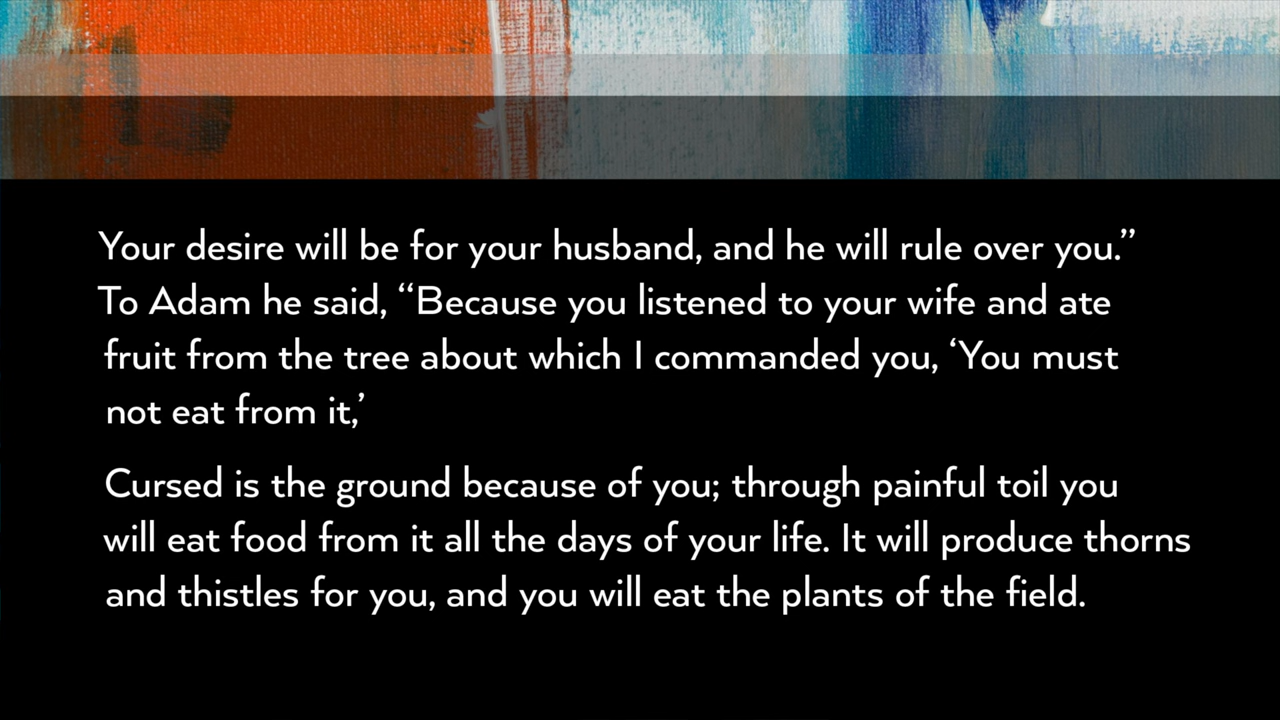 Your desire will be for your husband, and he will rule over you.”
To Adam he said, “Because you listened to your wife and ate
fruit from the tree about which I commanded you, ‘You must
not eat from it,’
Cursed is the ground because of you; through painful toil you
will eat food from it all the days of your life. It will produce thorns
and thistles for you, and you will eat the plants of the field.